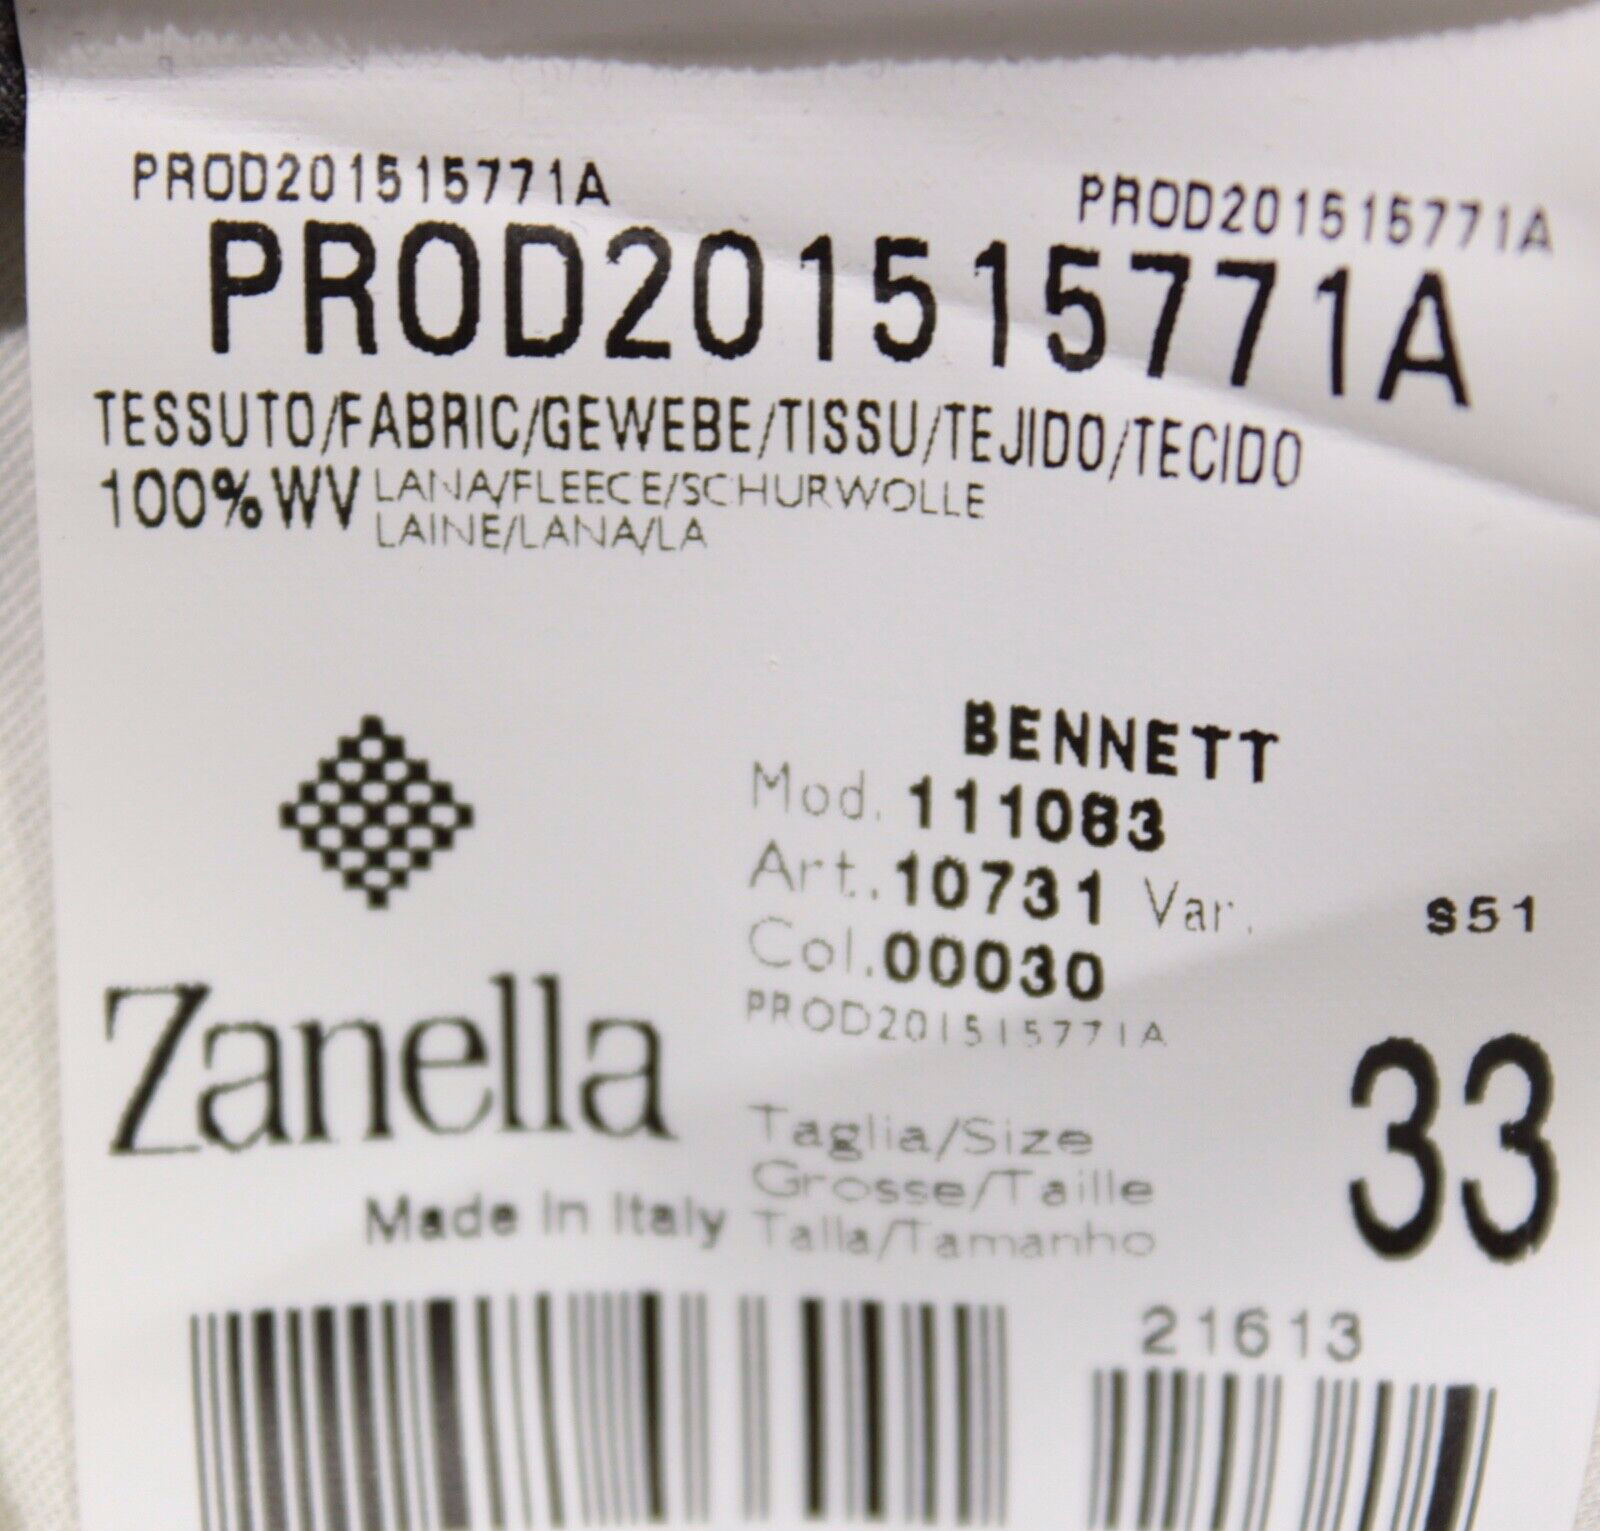 PROD201515771A
PROD201515771A
PROD201515771A
TESSUTO/FABRIC/GEWEBE/TISSU/TEJIDO/TECIDO
100% WV LANA/FLEECE/SCHURWOLLE
LAINE/LANA/LA
BENNETT
Mod. 111083
Art. 10731 Var. S51
Col. 00030
PROD201515771A
Zanella
Made in Italy
Taglia/Size
Grosse/Taille
Talla/Tamanho
33
21613